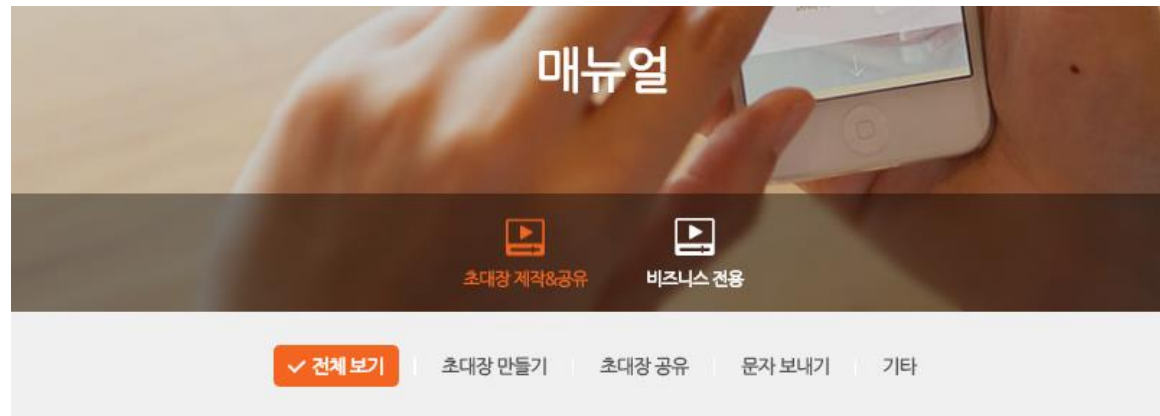 매뉴얼
초대장 제작&공유 비즈니스 전용
전체 보기 초대장 만들기 초대장 공유 문자 보내기 기타